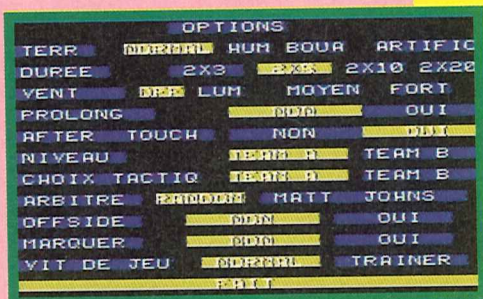 OPTIONS
TERR NORMAL HUM BOUA ARTIFIC
DUREE 2X3 2X5 2X10 2X20
VENT OFF LUM MOYEN FORT
PROLONG NON OUI
AFTER TOUCH NON OUI
NIVEAU TEAM A TEAM B
CHOIX TACTIQ TEAM A TEAM B
ARBITRE RANDOM MATT JOHNS
OFFSIDE NON OUI
MARQUER NON OUI
VIT DE JEU NORMAL TRAINER
FAIT